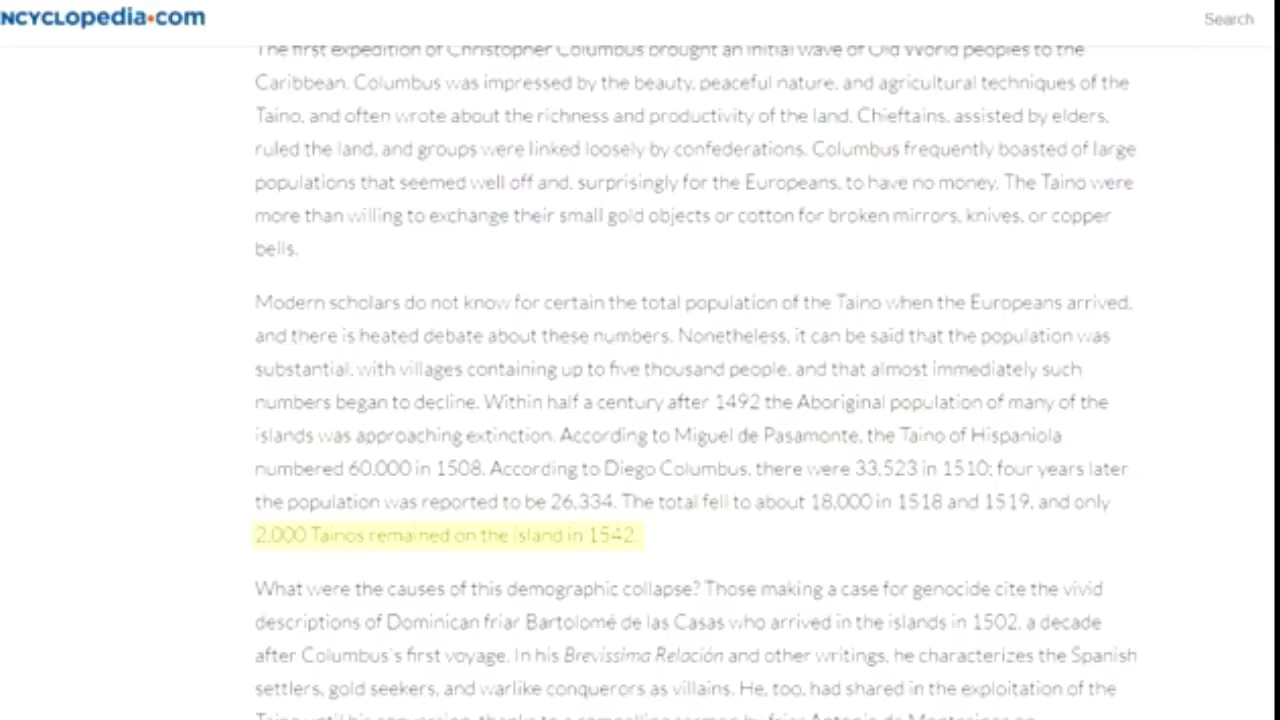 NCYCLOpedia.com
Search
The first expedition of Christopher Columbus brought an initial wave of Old World peoples to the
Caribbean. Columbus was impressed by the beauty, peaceful nature, and agricultural techniques of the
Taino, and often wrote about the richness and productivity of the land. Chieftains, assisted by elders,
ruled the land, and groups were linked loosely by confederations. Columbus frequently boasted of large
populations that seemed well off and, surprisingly for the Europeans, to have no money. The Taino were
more than willing to exchange their small gold objects or cotton for broken mirrors, knives, or copper
bells.
Modern scholars do not know for certain the total population of the Taino when the Europeans arrived,
and there is heated debate about these numbers. Nonetheless, it can be said that the population was
substantial, with villages containing up to five thousand people, and that almost immediately such
numbers began to decline. Within half a century after 1492 the Aboriginal population of many of the
islands was approaching extinction. According to Miguel de Pasamonte, the Taino of Hispaniola
numbered 60,000 in 1508. According to Diego Columbus, there were 33,523 in 1510; four years later
the population was reported to be 26,334. The total fell to about 18,000 in 1518 and 1519, and only
2,000 Tainos remained on the island in 1542.
What were the causes of this demographic collapse? Those making a case for genocide cite the vivid
descriptions of Dominican friar Bartolomé de las Casas who arrived in the islands in 1502, a decade
after Columbus's first voyage. In his Brevissima Relación and other writings, he characterizes the Spanish
settlers, gold seekers, and warlike conquerors as villains. He, too, had shared in the exploitation of the
Taino until his conversion, thanks to a compelling sermon by friar Antonio de Montesinos on